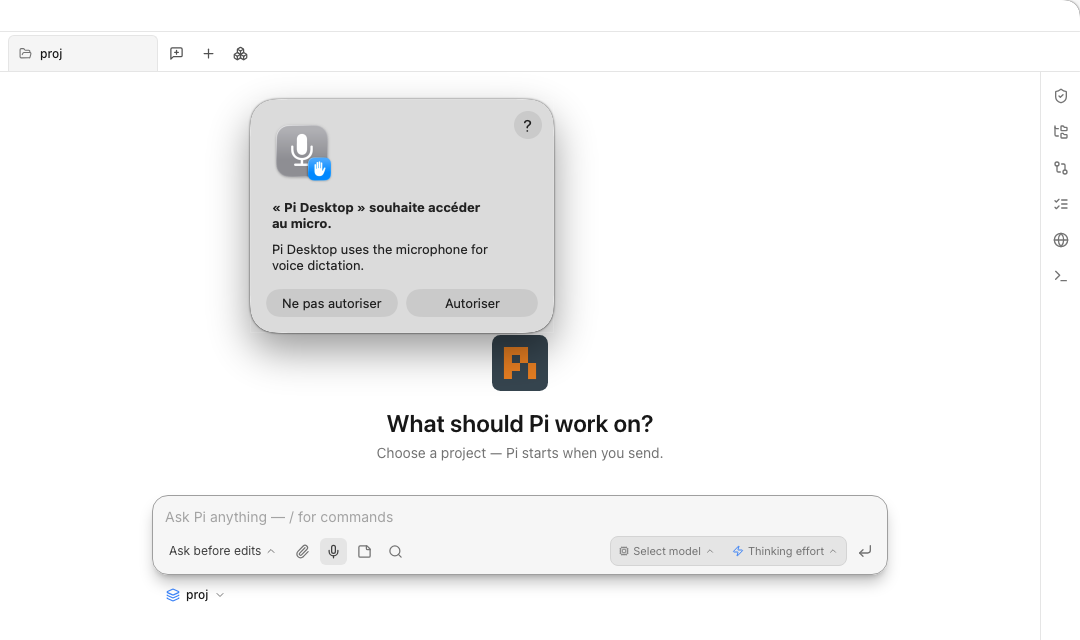 proj
?
« Pi Desktop » souhaite accéder
au micro.
Pi Desktop uses the microphone for
voice dictation.
Ne pas autoriser
Autoriser
Pi
What should Pi work on?
Choose a project — Pi starts when you send.
Ask Pi anything — / for commands
Ask before edits
Select model
Thinking effort
proj